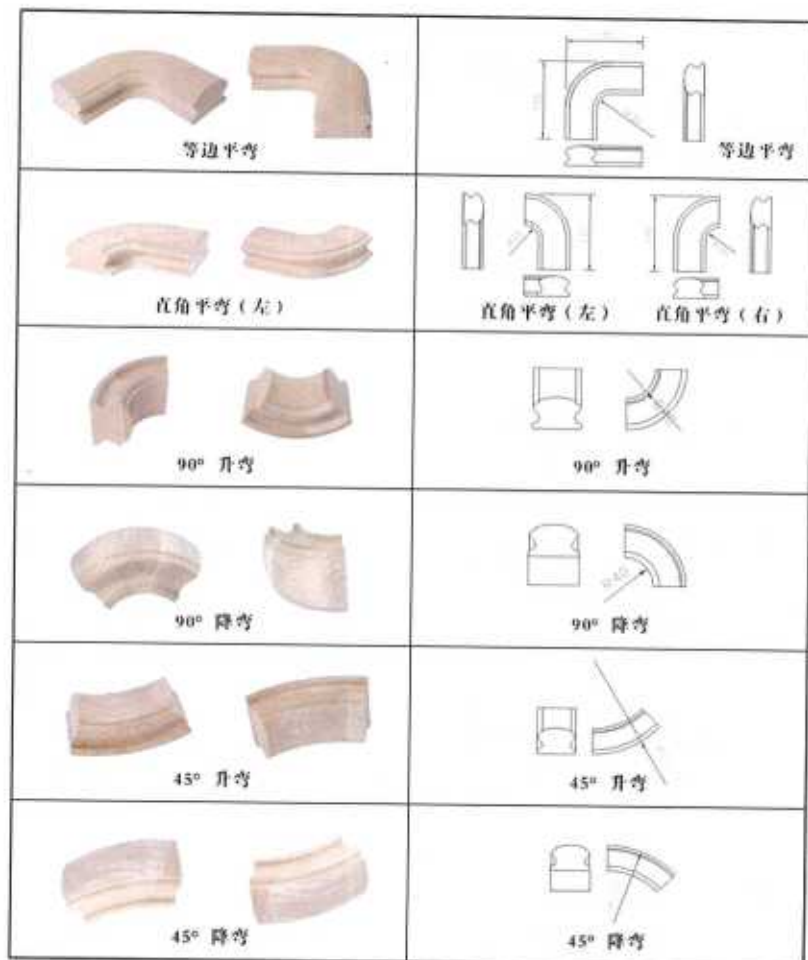 等边平弯
等边平弯
直角平弯（左）
直角平弯（左）
直角平弯（右）
90° 升弯
90° 升弯
R40
90° 降弯
90° 降弯
45° 升弯
45° 升弯
45° 降弯
45° 降弯